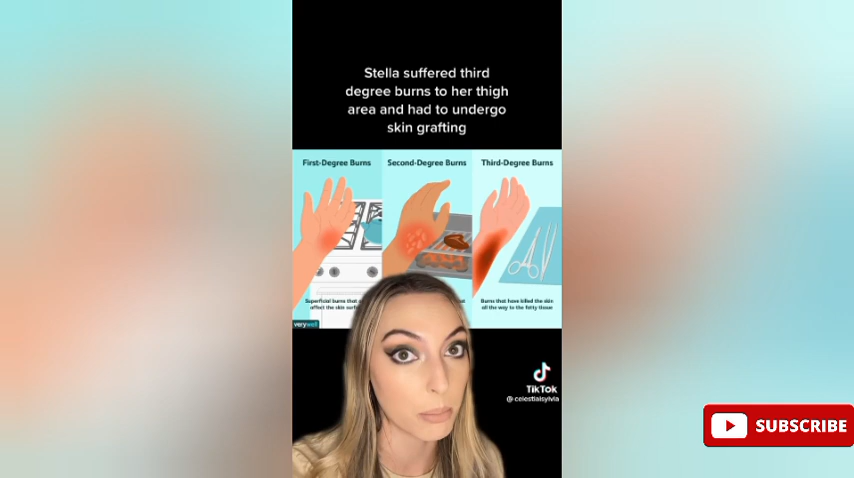 Stella suffered third
degree burns to her thigh
area and had to undergo
skin grafting
First-Degree Burns
Second-Degree Burns
Third-Degree Burns
Superficial burns that
affect the skin
Burns that have killed the skin
all the way to the fatty tissue
verywell
TikTok
@celestialsylvia
SUBSCRIBE